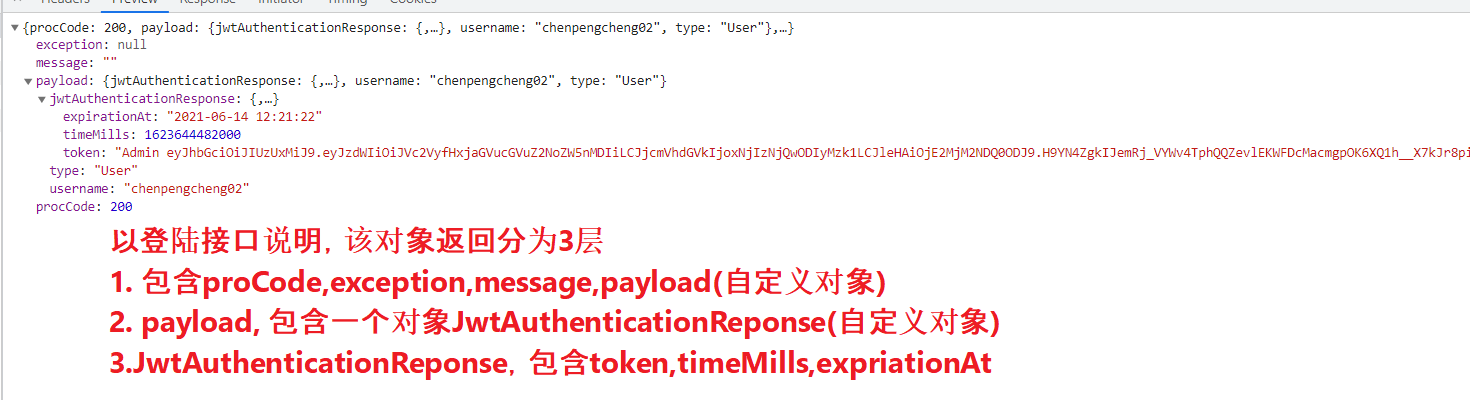 Headers Preview Response Initiator Timing Cookies
{procCode: 200, payload: {jwtAuthenticationResponse: {,…}, username: "chenpengcheng02", type: "User"},…}
exception: null
message: ""
payload: {jwtAuthenticationResponse: {,…}, username: "chenpengcheng02", type: "User"}
jwtAuthenticationResponse: {,…}
expirationAt: "2021-06-14 12:21:22"
timeMills: 1623644482000
token: "Admin eyJhbGciOiJIUzUxMiJ9.eyJzdWIiOiJVc2VyfHxjaGVucGVuZ2NoZW5nMDIiLCJjcmVhdGVkIjoxNjIzNjQwODIyMzk1LCJleHAiOjE2MjM2NDQ0ODJ9.H9YN4ZgkIJemRj_VYWv4TphQQZevlEKWFDcMacmgpOK6XQ1h__X7kJr8pi
type: "User"
username: "chenpengcheng02"
procCode: 200
以登陆接口说明，该对象返回分为3层
1. 包含proCode,exception,message,payload(自定义对象)
2. payload, 包含一个对象JwtAuthenticationReponse(自定义对象)
3.JwtAuthenticationReponse，包含token,timeMills,expriationAt